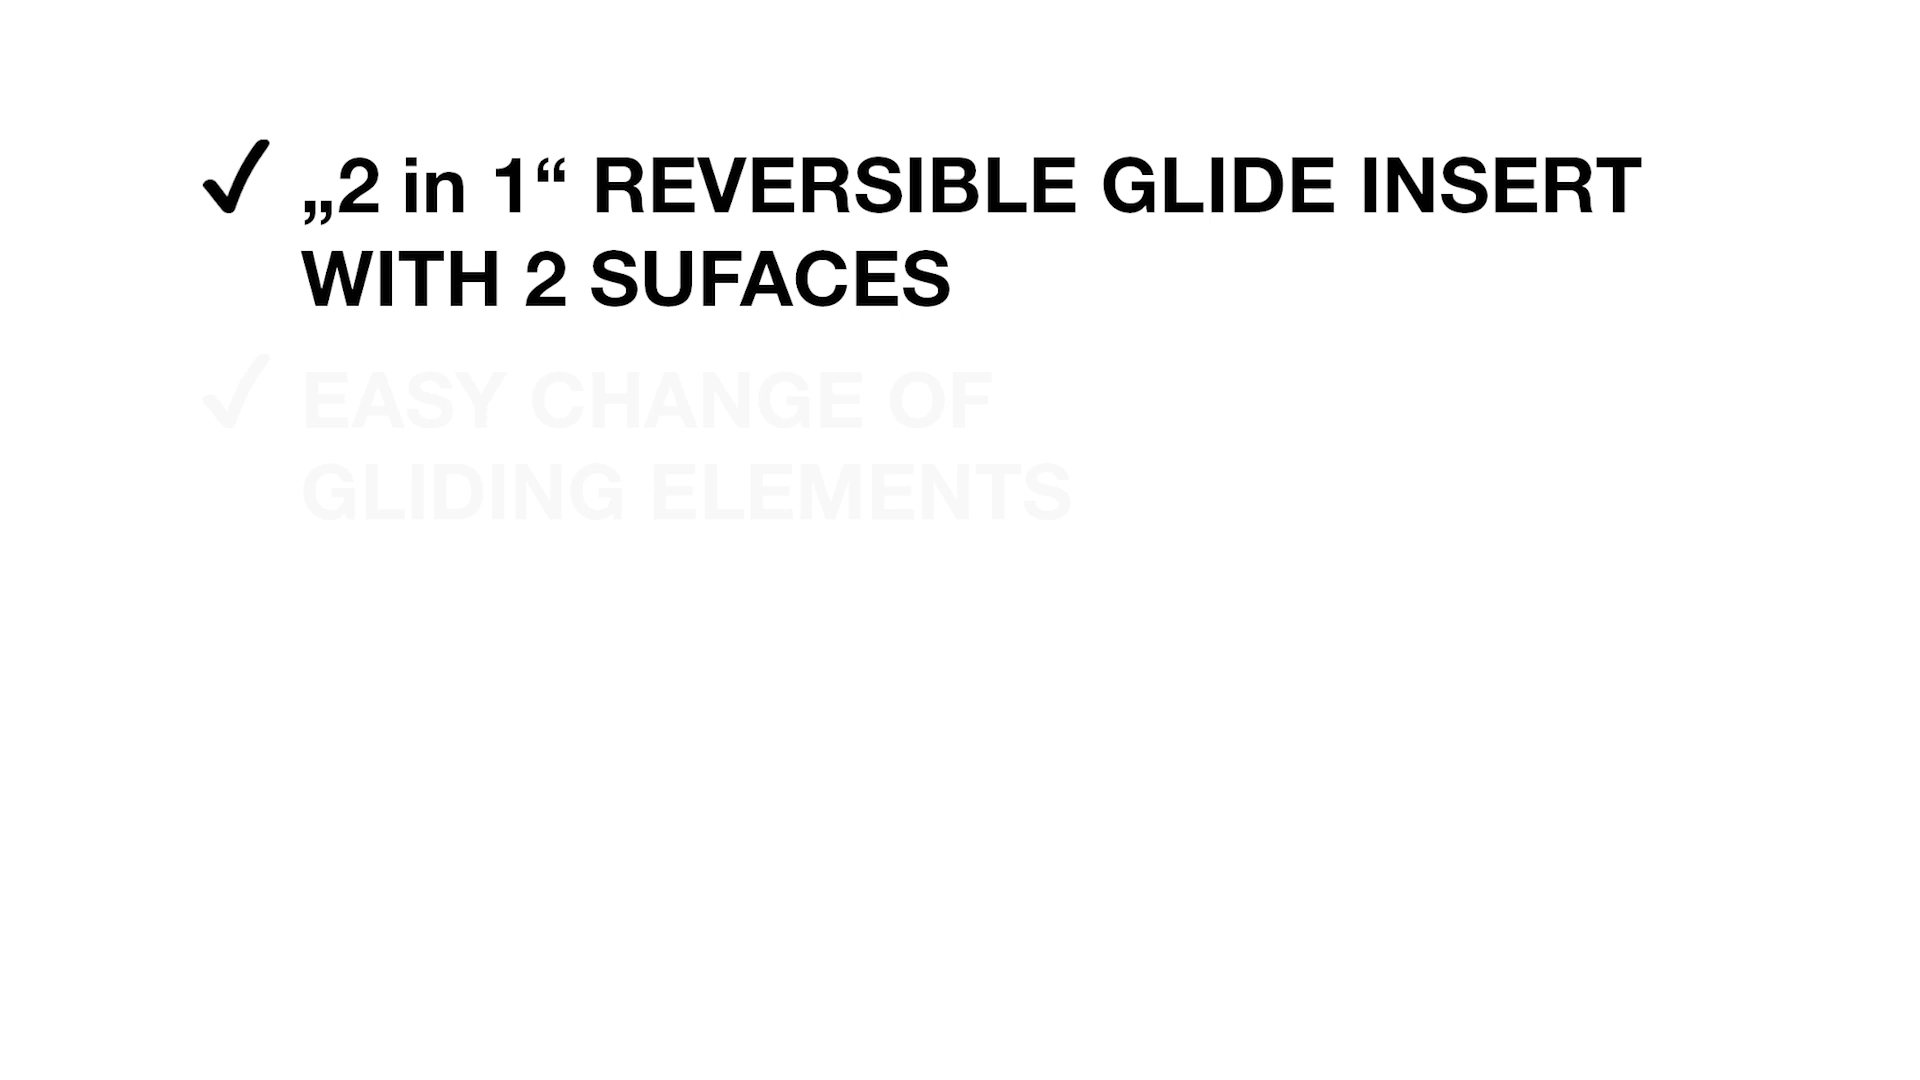 ✓ „2 in 1“ REVERSIBLE GLIDE INSERT
WITH 2 SUFACES
✓ EASY CHANGE OF
GLIDING ELEMENTS